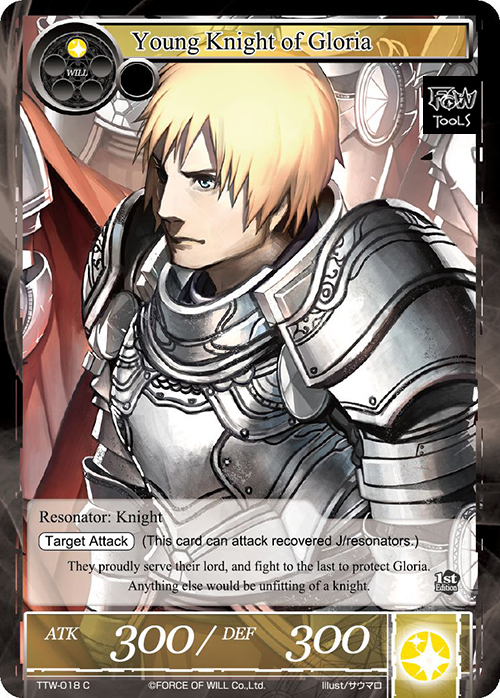 Young Knight of Gloria
WILL
FoW
TOOLS
Resonator: Knight
Target Attack (This card can attack recovered J/resonators.)
They proudly serve their lord, and fight to the last to protect Gloria.
Anything else would be unfitting of a knight.
1st
Edition
ATK 300 / DEF 300
TTW-018 C ©FORCE OF WILL Co.,Ltd. Illust/サウマロ